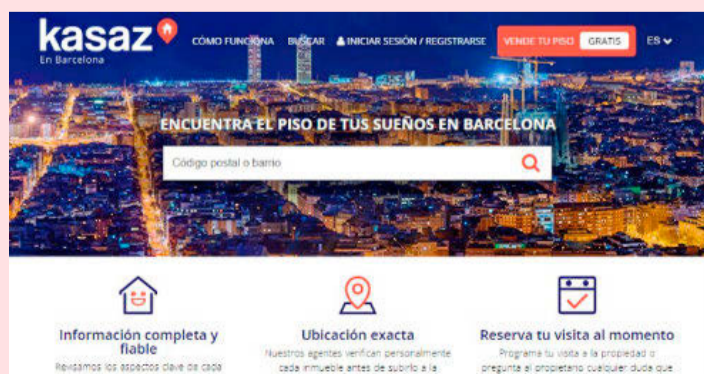 kasaz
En Barcelona
CÓMO FUNCIONA BUSCAR INICIAR SESIÓN / REGISTRARSE VENDE TU PISO GRATIS ES
ENCUENTRA EL PISO DE TUS SUEÑOS EN BARCELONA
Código postal o barrio
Información completa y
fiable
Revisamos los aspectos clave de cada
Ubicación exacta
Nuestros agentes verifican personalmente
cada inmueble antes de subirlo a la
Reserva tu visita al momento
Programa tu visita a la propiedad o
pregunta al propietario cualquier duda que